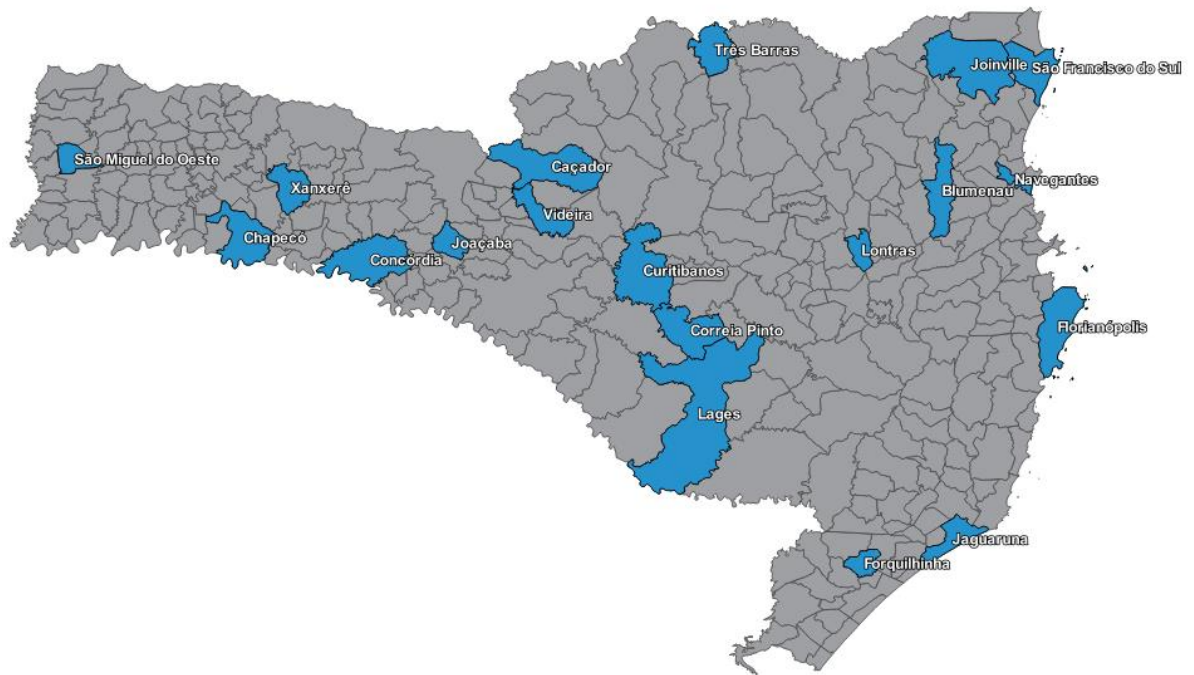 Três Barras
Joinville
São Francisco do Sul
São Miguel do Oeste
Caçador
Xanxerê
Navegantes
Blumenau
Videira
Chapecó
Joaçaba
Lontras
Concórdia
Curitibanos
Florianópolis
Correia Pinto
Lages
Jaguaruna
Forquilhinha